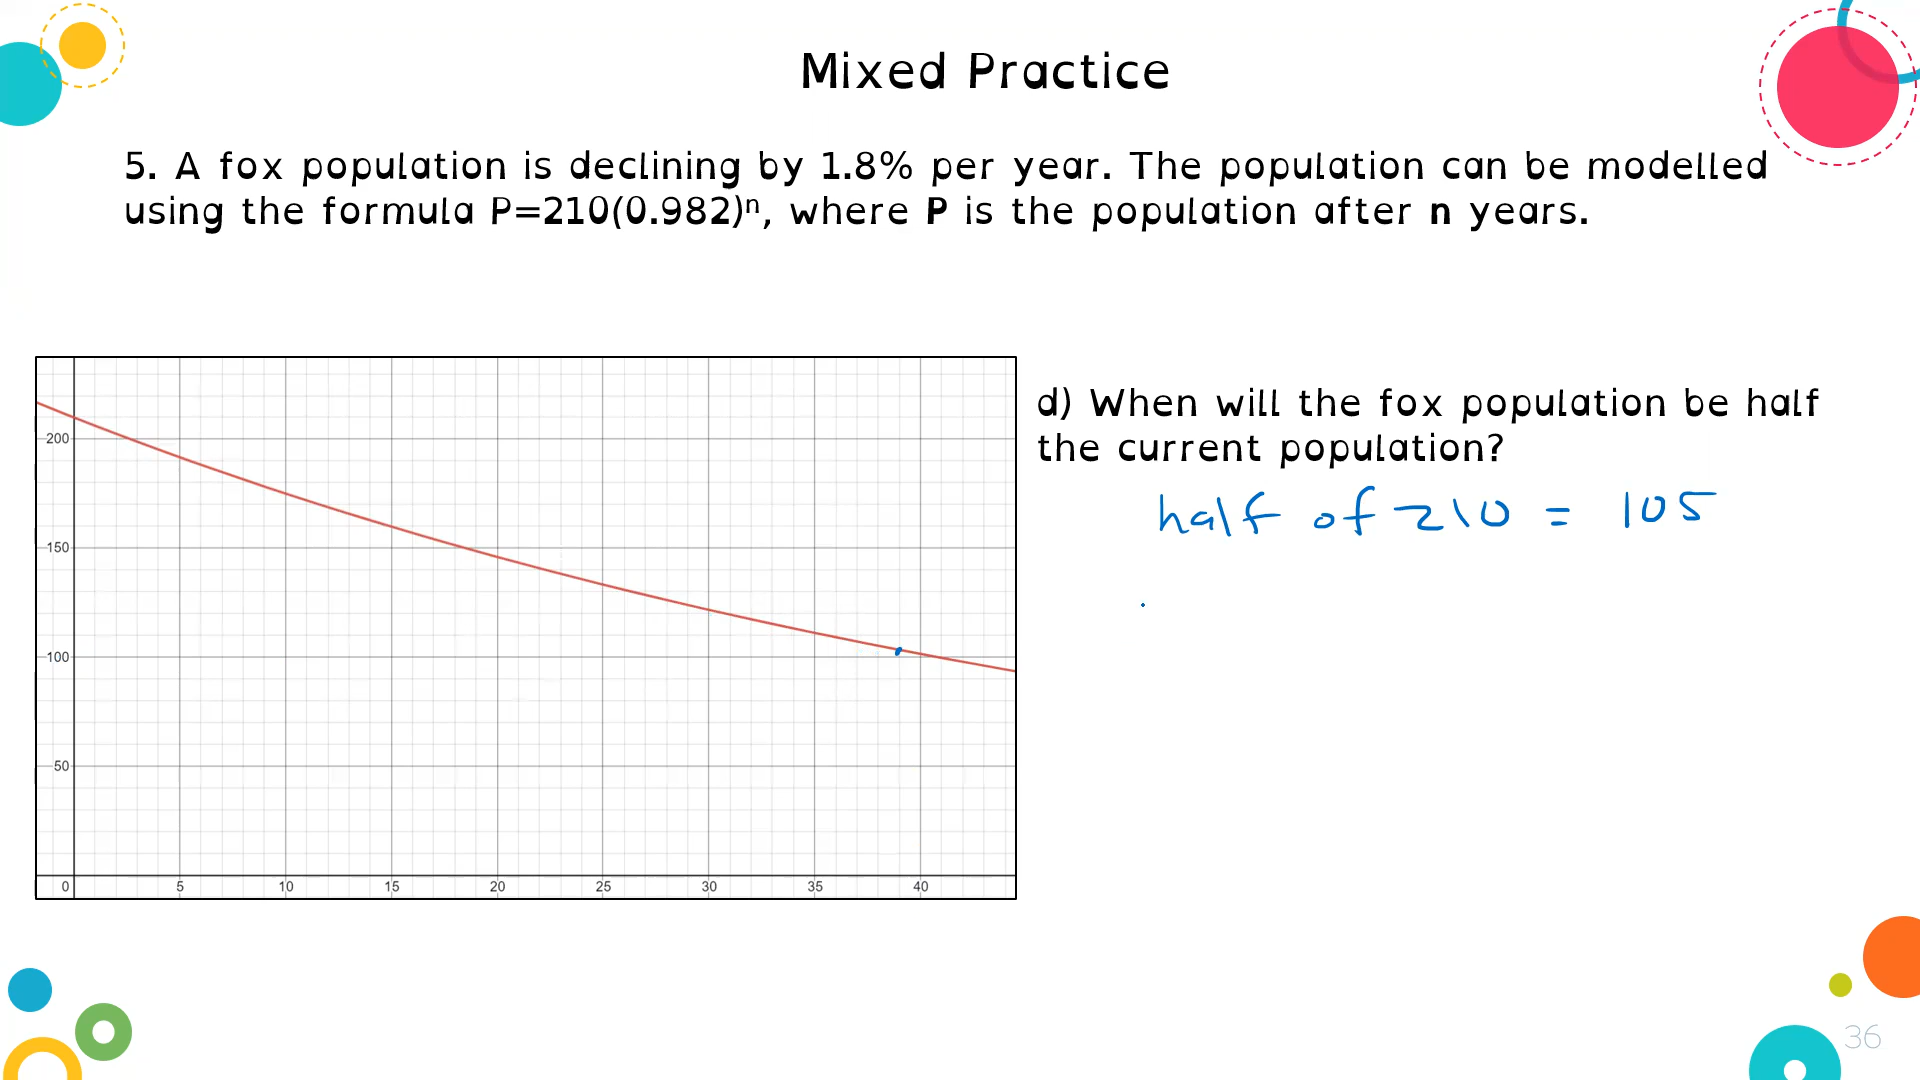 Mixed Practice
5. A fox population is declining by 1.8% per year. The population can be modelled
using the formula P=210(0.982)ⁿ, where P is the population after n years.
d) When will the fox population be half
the current population?
half of 210 = 105
200
150
100
50
0 5 10 15 20 25 30 35 40
36